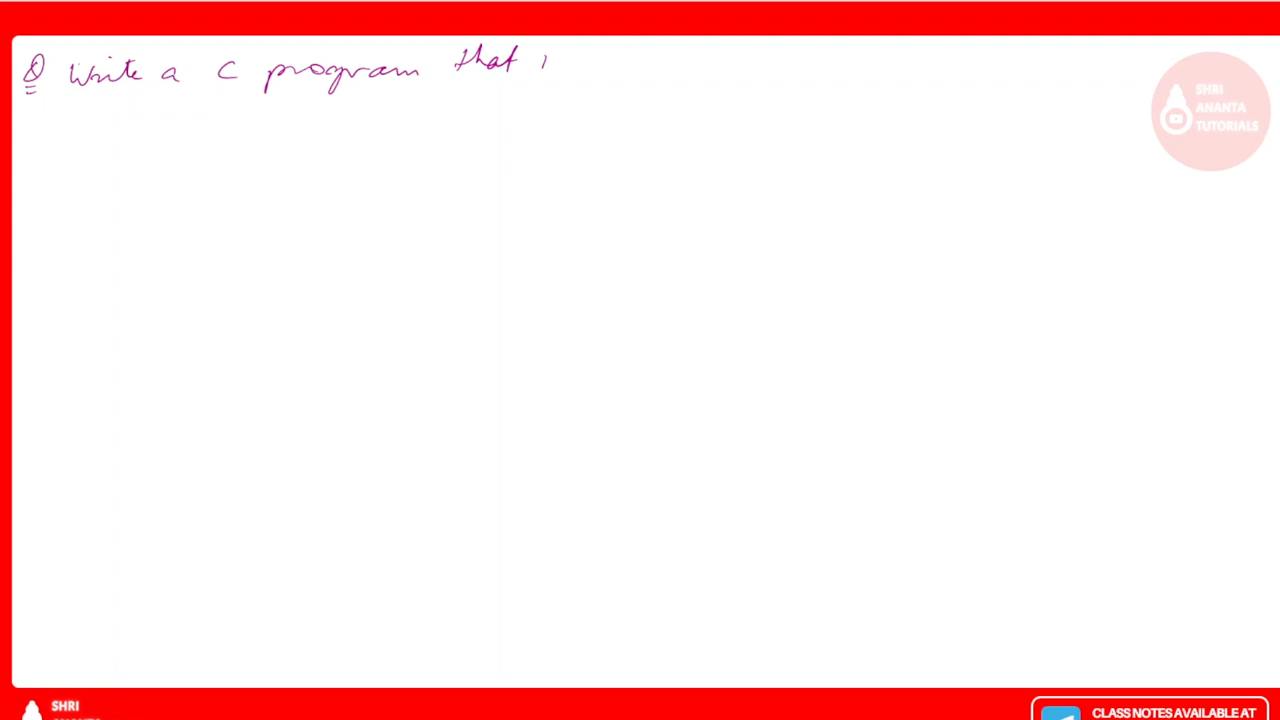 Q Write a C program that
SHRI
ANANTA
TUTORIALS
SHRI
CLASS NOTES AVAILABLE AT